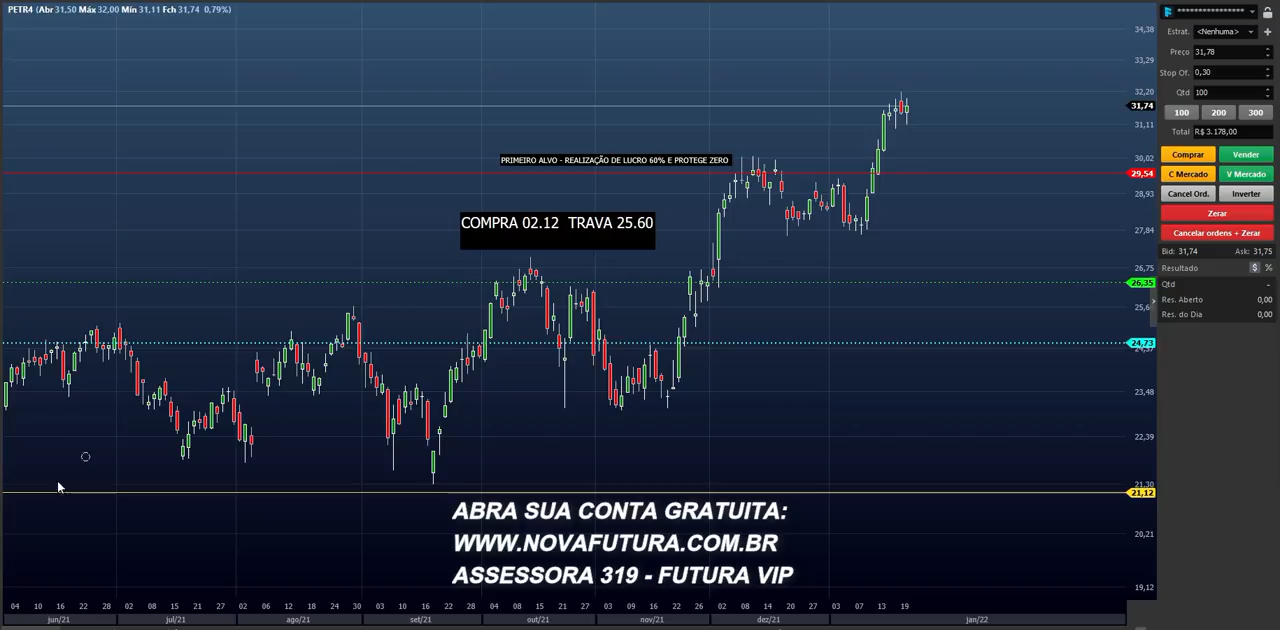 PETR4 (Abr 31,50 Máx 32,00 Mín 31,11 Fch 31,74 0,79%)
PRIMEIRO ALVO - REALIZAÇÃO DE LUCRO 60% E PROTEGE ZERO
COMPRA 02.12 TRAVA 25.60
ABRA SUA CONTA GRATUITA:
WWW.NOVAFUTURA.COM.BR
ASSESSORA 319 - FUTURA VIP
34,38
33,29
32,20
31,74
31,11
30,02
29,54
28,93
27,84
26,75
26,35
25,6
24,73
23,48
22,39
21,30
21,12
20,21
19,12
04 10 16 22 28 02 08 15 21 27 02 06 12 18 24 30 03 10 16 22 28 04 08 15 21 27 03 09 16 22 26 02 08 14 20 27 03 07 13 19
jun/21 jul/21 ago/21 set/21 out/21 nov/21 dez/21 jan/22
******************
Estrat. <Nenhuma>
Preço 31,78
Stop Of. 0,30
Qtd 100
100 200 300
Total R$ 3.178,00
Comprar Vender
C Mercado V Mercado
Cancel Ord. Inverter
Zerar
Cancelar ordens + Zerar
Bid: 31,74 Ask: 31,75
Resultado $ %
Qtd -
Res. Aberto 0,00
Res. do Dia 0,00